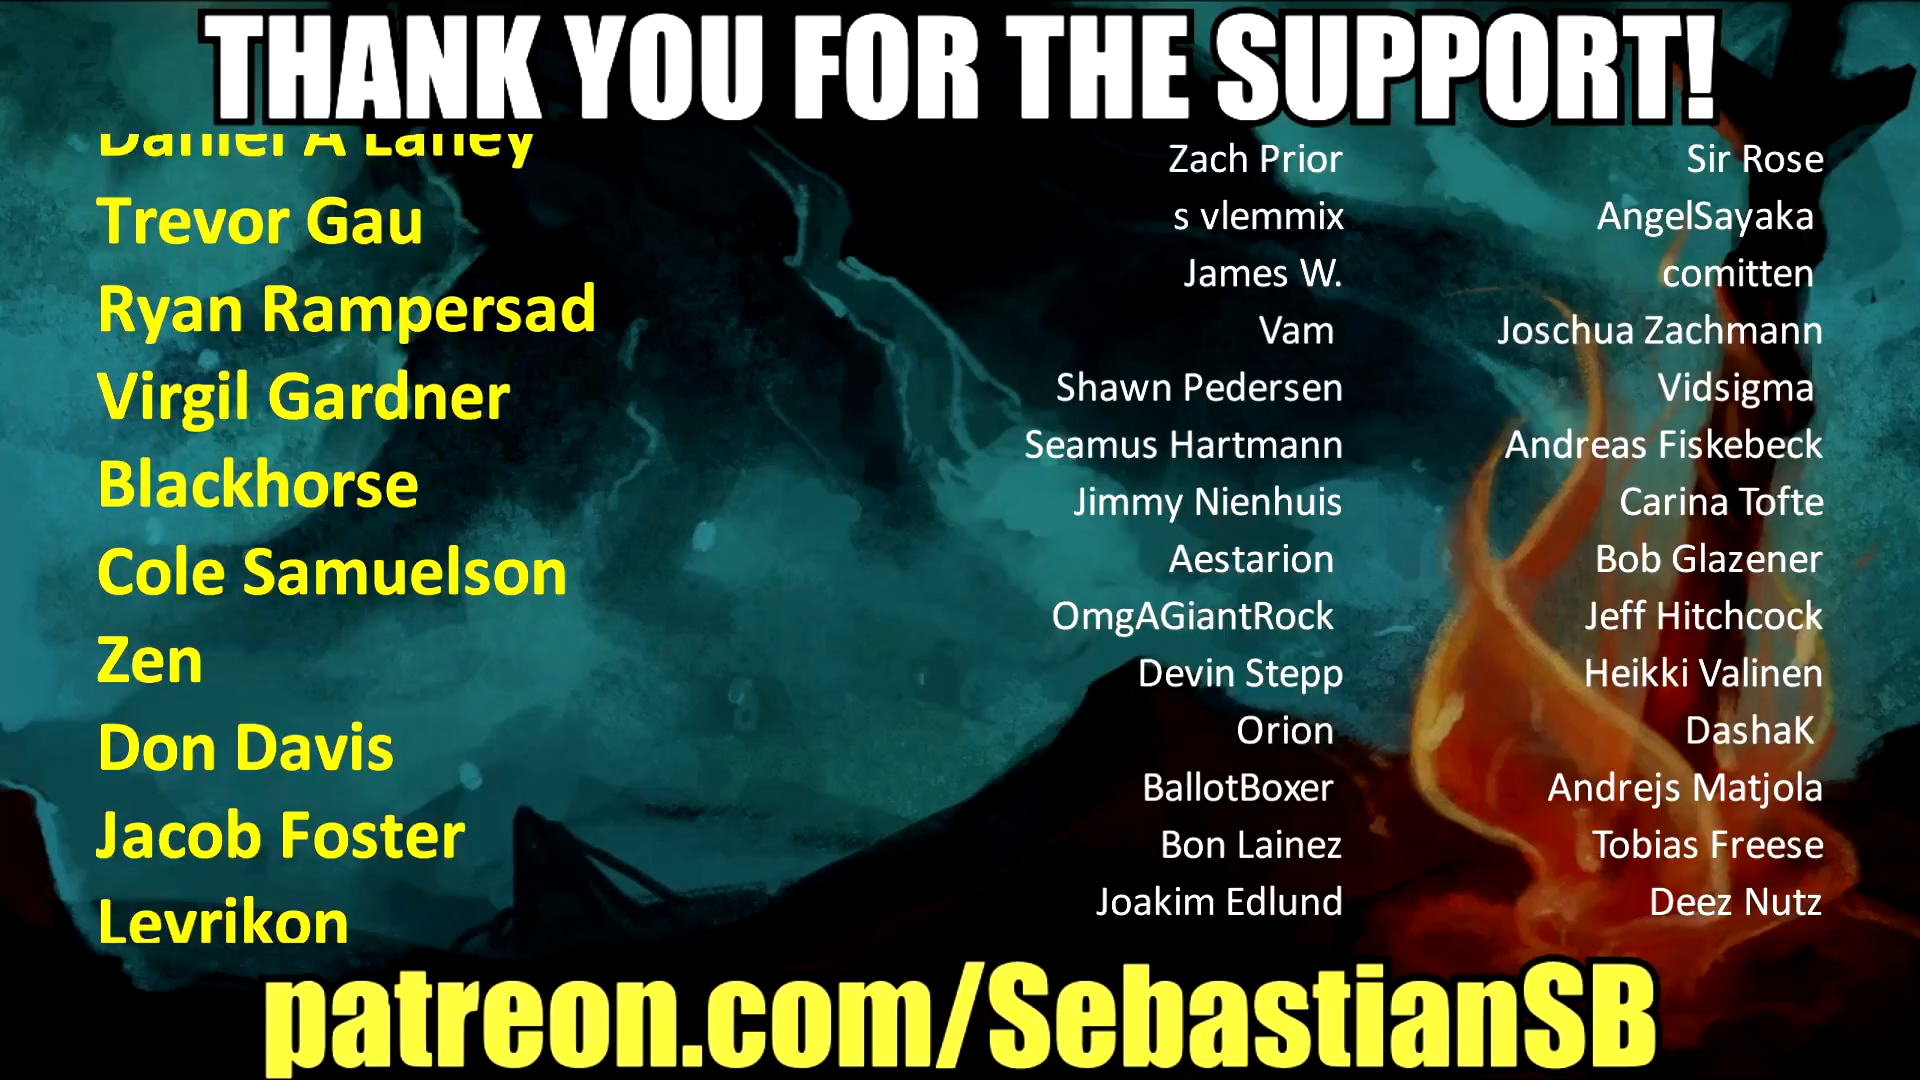 THANK YOU FOR THE SUPPORT!
Daniel A Laney
Trevor Gau
Ryan Rampersad
Virgil Gardner
Blackhorse
Cole Samuelson
Zen
Don Davis
Jacob Foster
Levrikon
Zach Prior
s vlemmix
James W.
Vam
Shawn Pedersen
Seamus Hartmann
Jimmy Nienhuis
Aestarion
OmgAGiantRock
Devin Stepp
Orion
BallotBoxer
Bon Lainez
Joakim Edlund
Sir Rose
AngelSayaka
comitten
Joschua Zachmann
Vidsigma
Andreas Fiskebeck
Carina Tofte
Bob Glazener
Jeff Hitchcock
Heikki Valinen
DashaK
Andrejs Matjola
Tobias Freese
Deez Nutz
patreon.com/SebastianSB